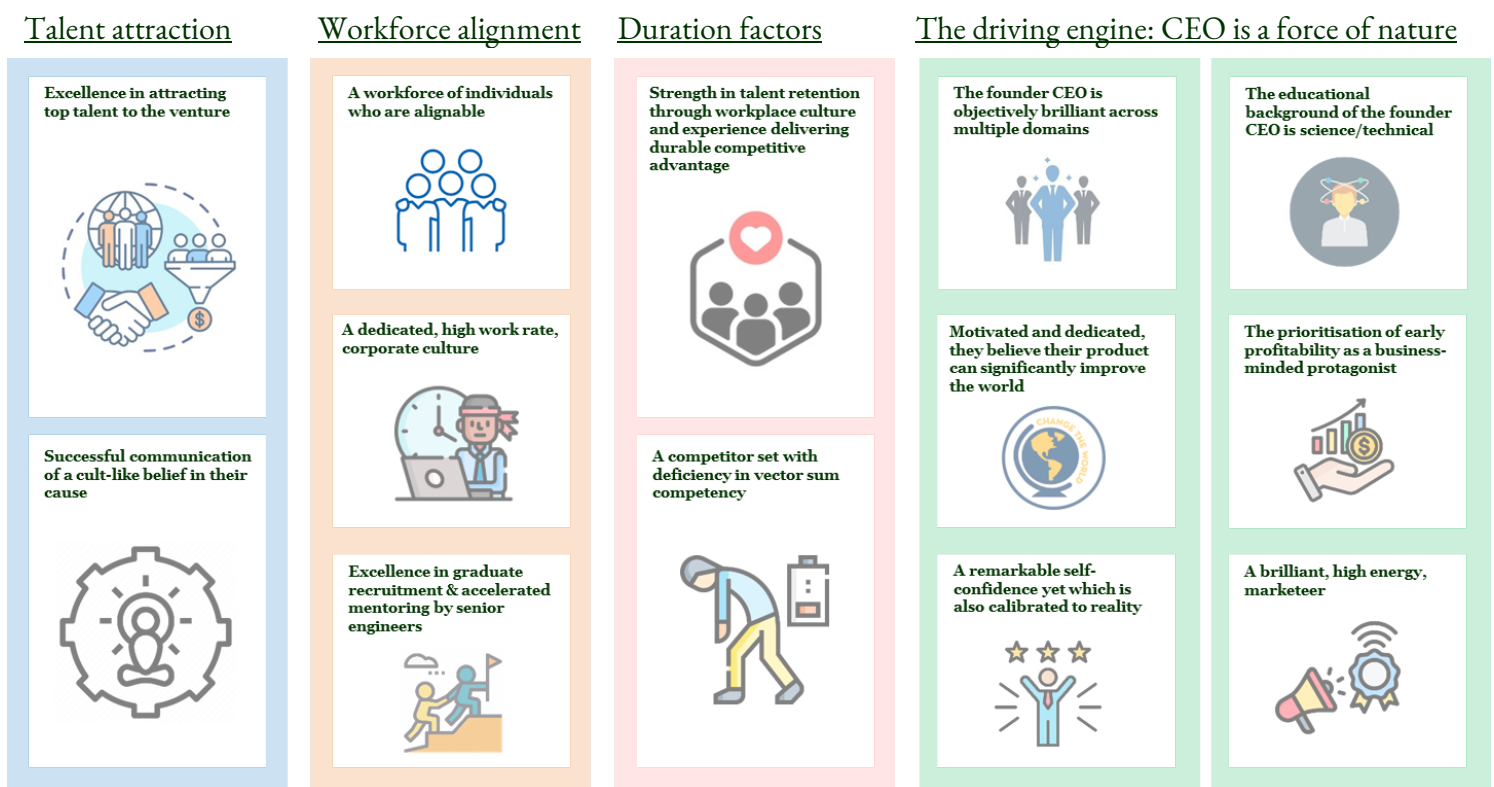 Talent attraction
Workforce alignment
Duration factors
The driving engine: CEO is a force of nature
Excellence in attracting
top talent to the venture
Successful communication
of a cult-like belief in their
cause
A workforce of individuals
who are alignable
A dedicated, high work rate,
corporate culture
Excellence in graduate
recruitment & accelerated
mentoring by senior
engineers
Strength in talent retention
through workplace culture
and experience delivering
durable competitive
advantage
A competitor set with
deficiency in vector sum
competency
The founder CEO is
objectively brilliant across
multiple domains
Motivated and dedicated,
they believe their product
can significantly improve
the world
CHANGE THE WORLD
A remarkable self-
confidence yet which is
also calibrated to reality
The educational
background of the founder
CEO is science/technical
The prioritisation of early
profitability as a business-
minded protagonist
$
A brilliant, high energy,
marketeer